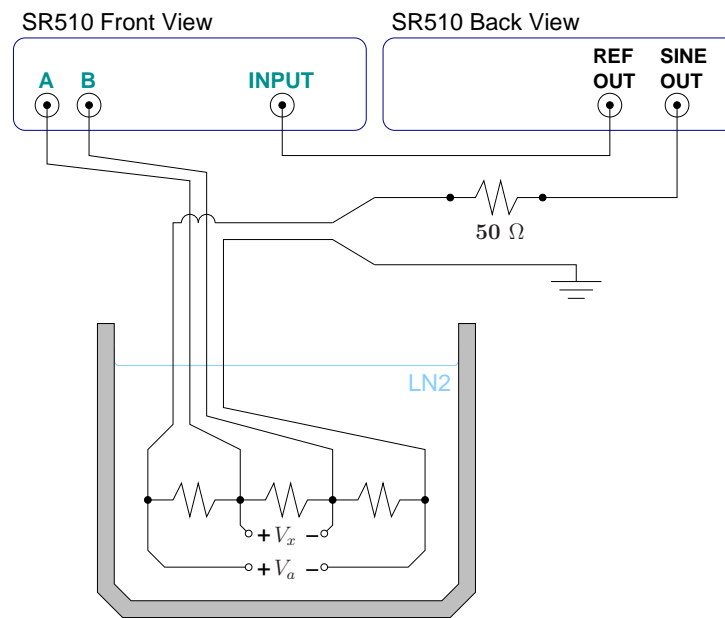 SR510 Front View
SR510 Back View
A
B
INPUT
REF
OUT
SINE
OUT
50 Ω
LN2
+ Vx −
+ Va −